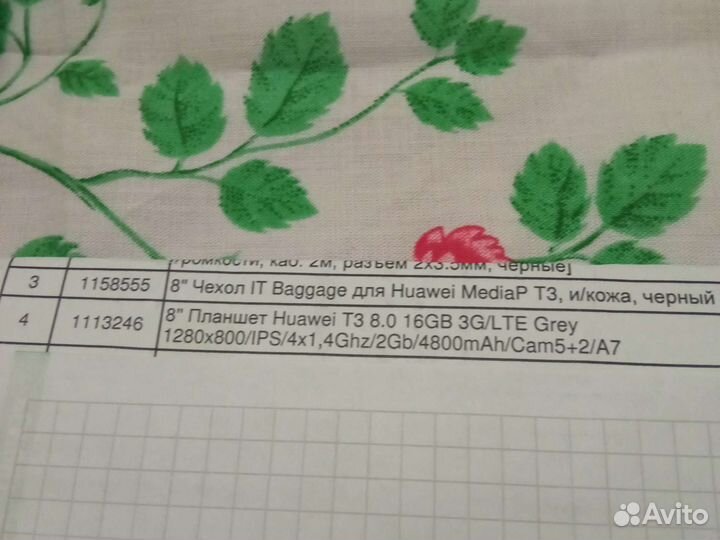 громкости, каб. 2м, разъем 2x3.5мм, черные]
3 1158555 8" Чехол IT Baggage для Huawei MediaP T3, и/кожа, черный
4 1113246 8" Планшет Huawei T3 8.0 16GB 3G/LTE Grey
1280x800/IPS/4x1,4Ghz/2Gb/4800mAh/Cam5+2/A7
Avito